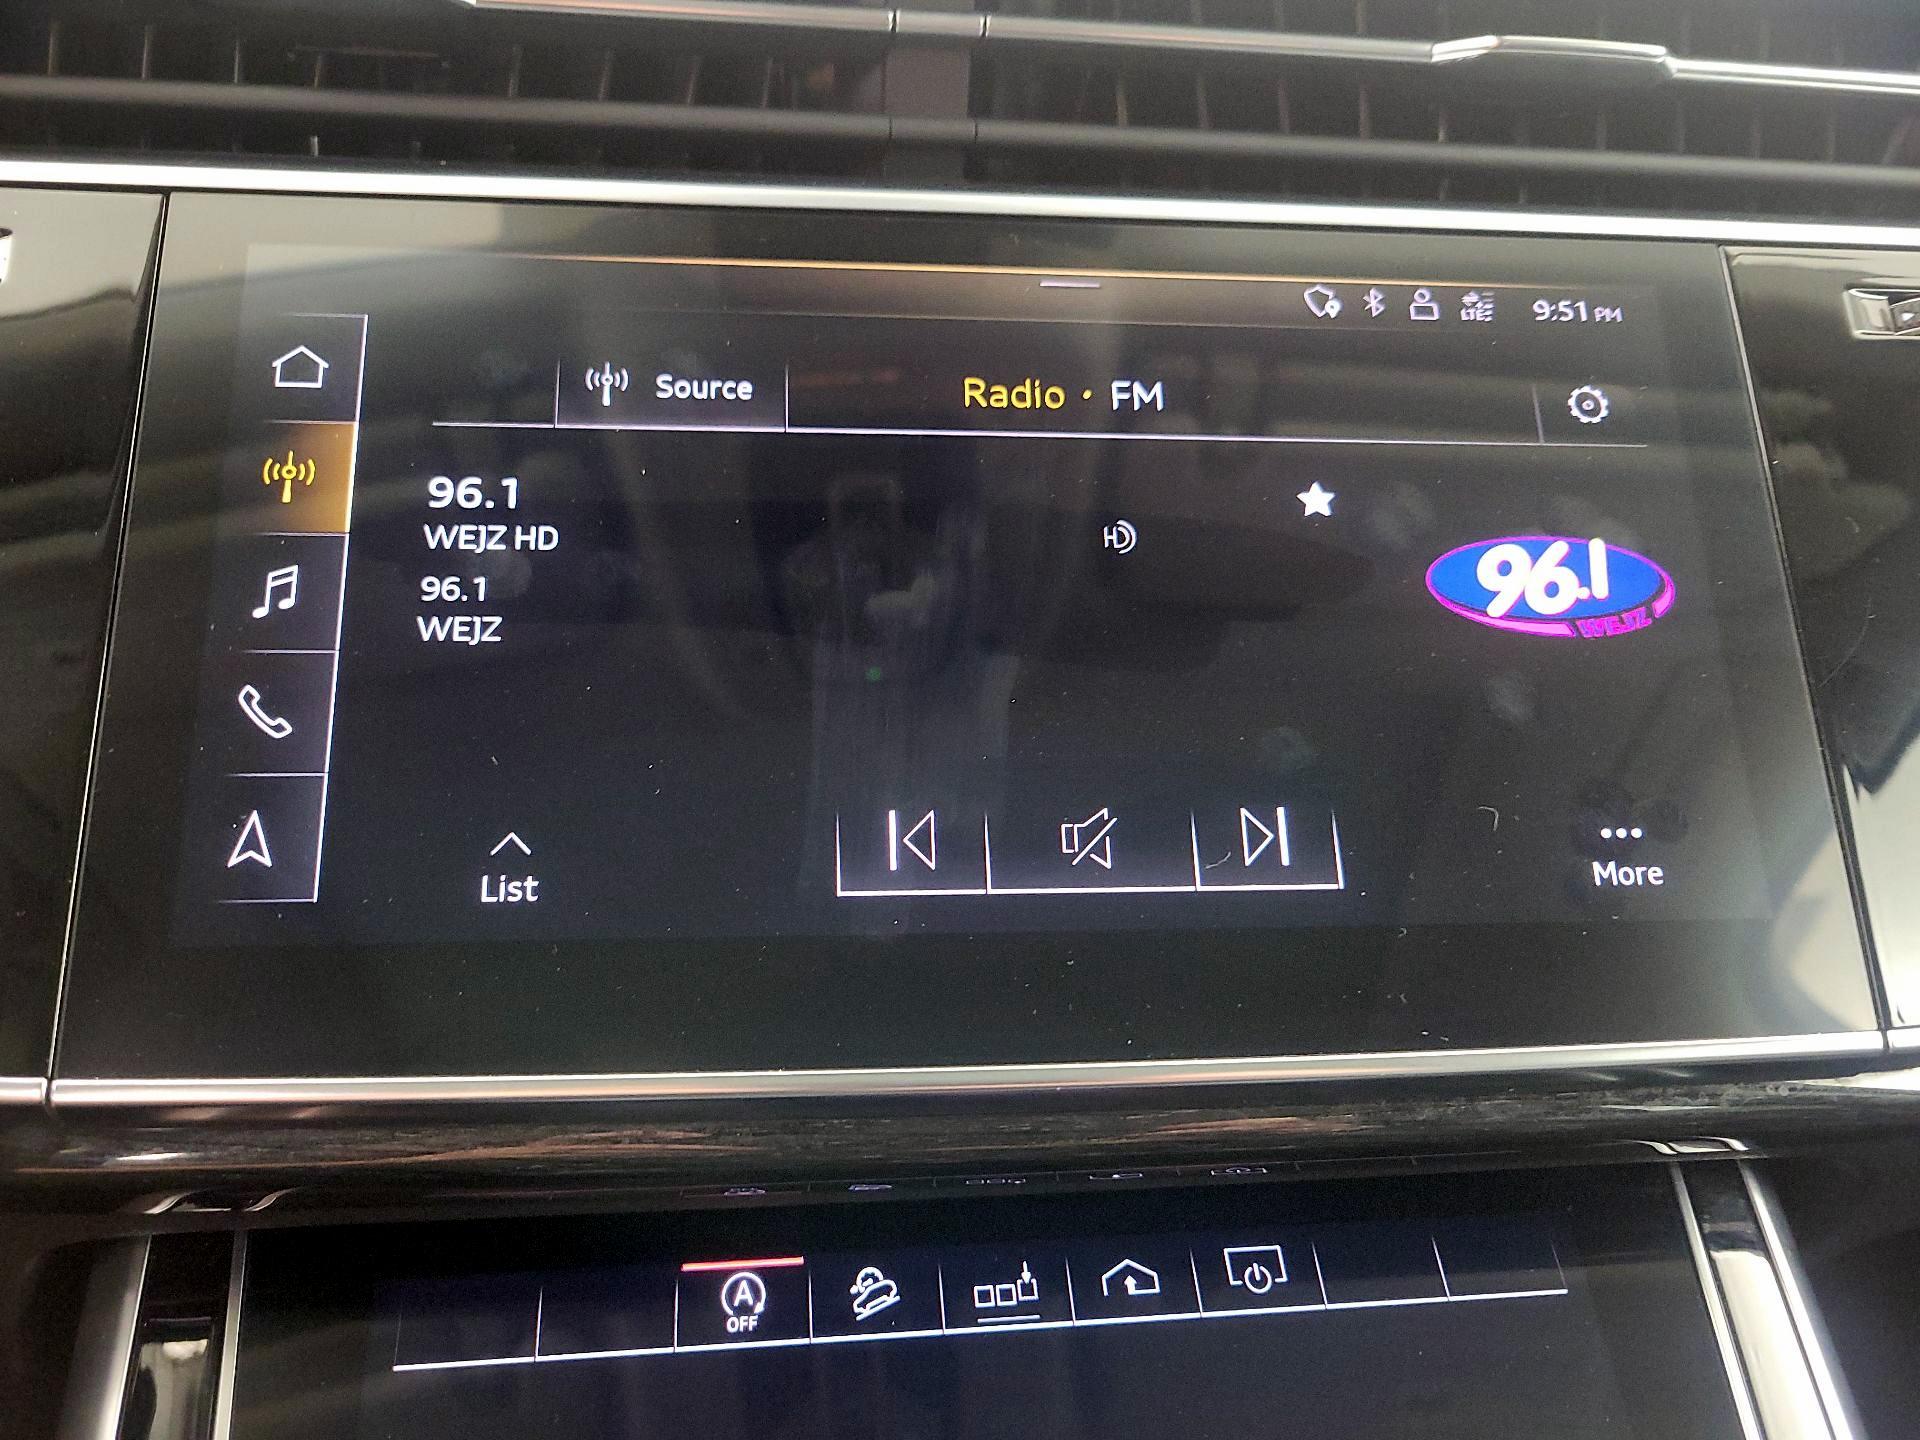 LTE
9:51 PM
Source
Radio • FM
96.1
WEJZ HD
HD
96.1
WEJZ
96.1
WEJZ
List
More
A
OFF